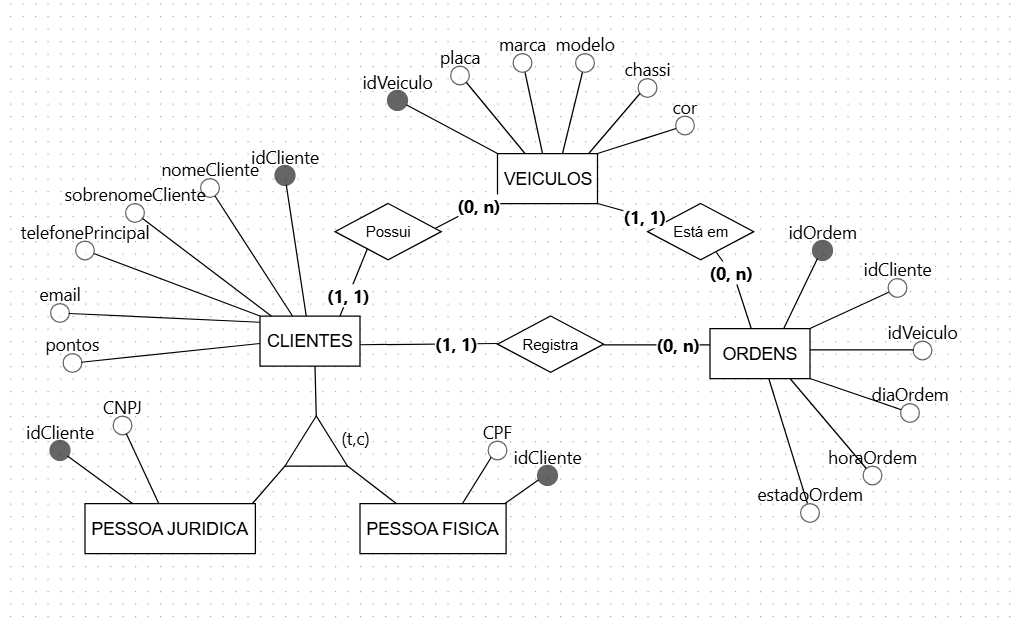 marca
modelo
placa
chassi
idVeiculo
cor
idCliente
nomeCliente
VEICULOS
sobrenomeCliente
(0, n)
(1, 1)
telefonePrincipal
Possui
Está em
idOrdem
idCliente
(0, n)
email
(1, 1)
idVeiculo
pontos
CLIENTES
(1, 1)
Registra
(0, n)
ORDENS
diaOrdem
CNPJ
idCliente
(t,c)
CPF
idCliente
horaOrdem
estadoOrdem
PESSOA JURIDICA
PESSOA FISICA